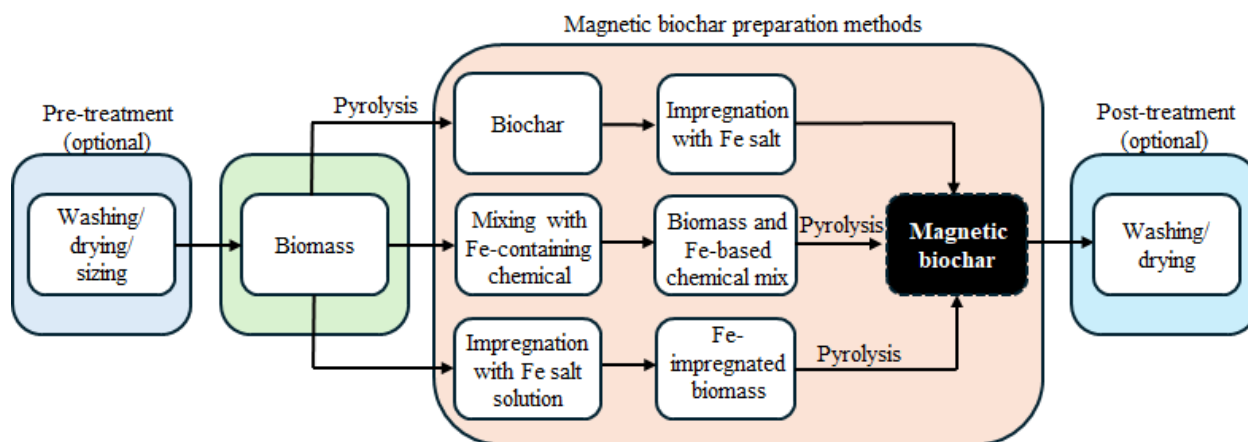 Magnetic biochar preparation methods
Pre-treatment
(optional)
Washing/
drying/
sizing
Biomass
Pyrolysis
Biochar
Impregnation
with Fe salt
Mixing with
Fe-containing
chemical
Biomass and
Fe-based
chemical mix
Pyrolysis
Impregnation
with Fe salt
solution
Fe-
impregnated
biomass
Pyrolysis
Magnetic
biochar
Post-treatment
(optional)
Washing/
drying